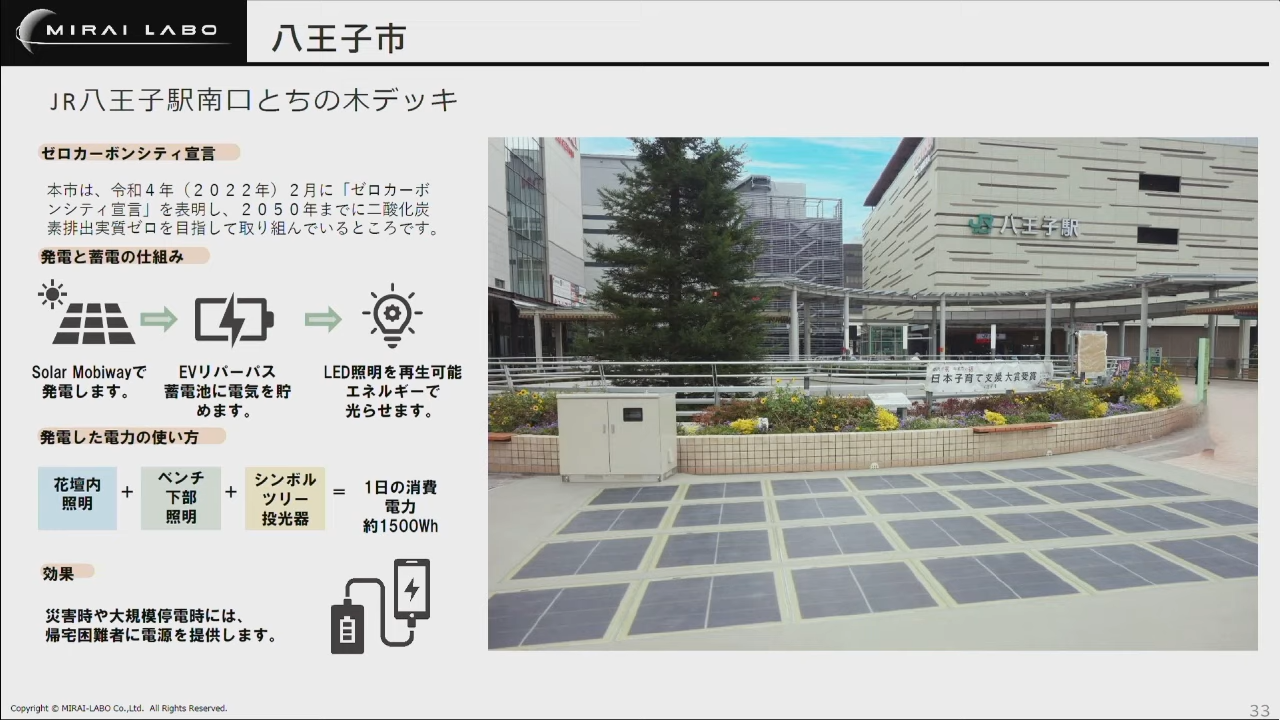 MIRAI LABO
八王子市
JR八王子駅南口とちの木デッキ
ゼロカーボンシティ宣言
本市は、令和４年（２０２２年）２月に「ゼロカーボ
ンシティ宣言」を表明し、２０５０年までに二酸化炭
素排出実質ゼロを目指して取り組んでいるところです。
発電と蓄電の仕組み
Solar Mobiwayで
発電します。
EVリパーパス
蓄電池に電気を貯
めます。
LED照明を再生可能
エネルギーで
光らせます。
発電した電力の使い方
花壇内
照明
+
ベンチ
下部
照明
+
シンボル
ツリー
投光器
=
1日の消費
電力
約1500Wh
効果
災害時や大規模停電時には、
帰宅困難者に電源を提供します。
JR 八王子駅
日本子育て支援大賞受賞
Copyright © MIRAI-LABO Co.,Ltd. All Rights Reserved.
33